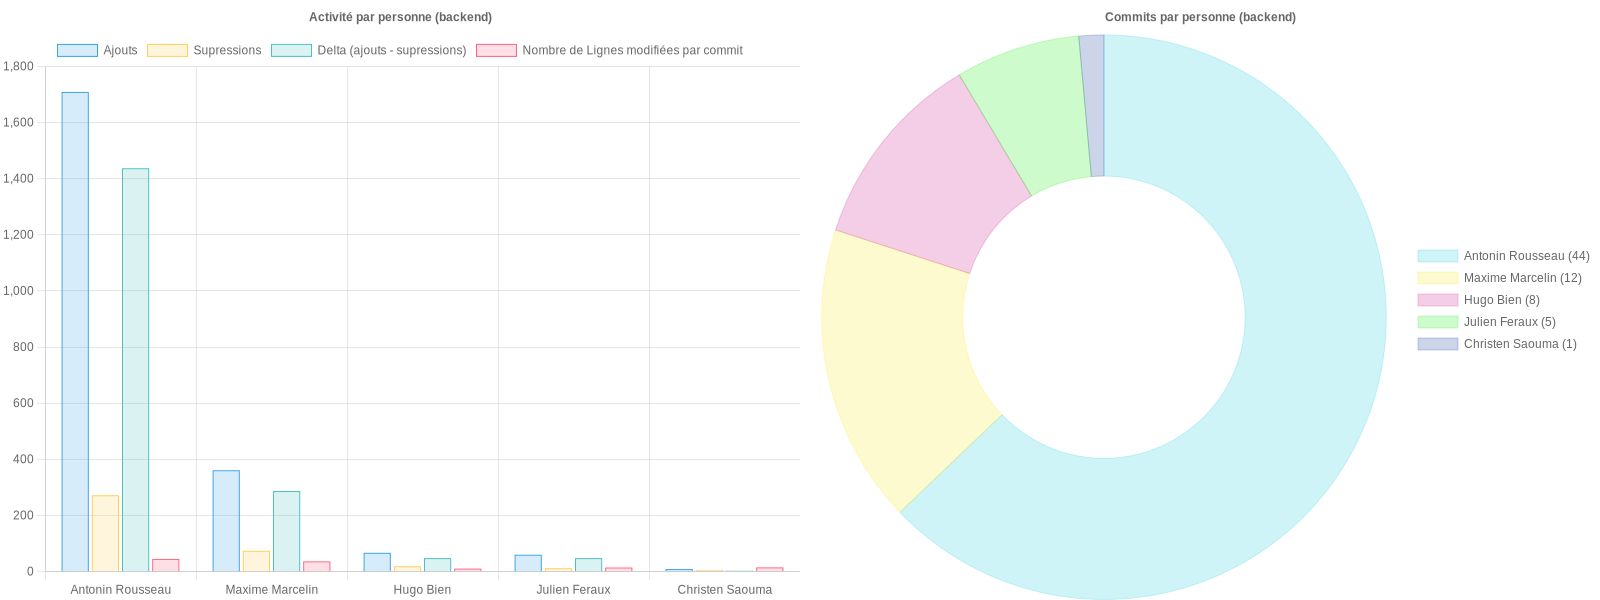 Activité par personne (backend)
Ajouts
Supressions
Delta (ajouts - supressions)
Nombre de Lignes modifiées par commit
1,800
1,600
1,400
1,200
1,000
800
600
400
200
0
Antonin Rousseau
Maxime Marcelin
Hugo Bien
Julien Feraux
Christen Saouma
Commits par personne (backend)
Antonin Rousseau (44)
Maxime Marcelin (12)
Hugo Bien (8)
Julien Feraux (5)
Christen Saouma (1)